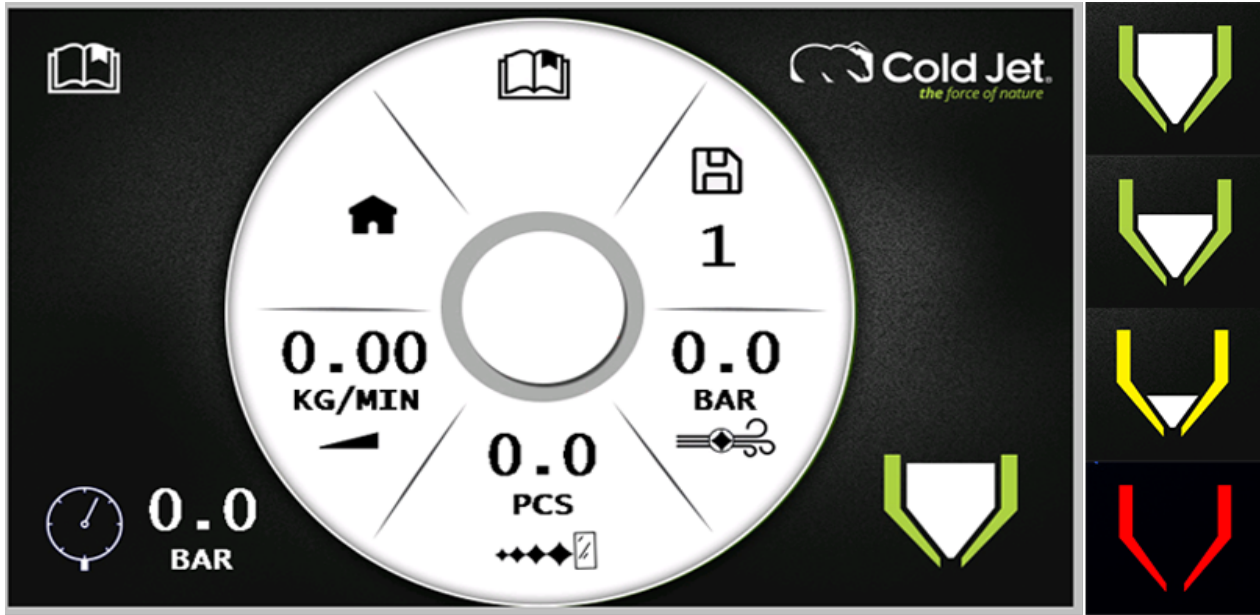 Cold Jet®
the force of nature
1
0.00
KG/MIN
0.0
BAR
0.0
PCS
0.0
BAR